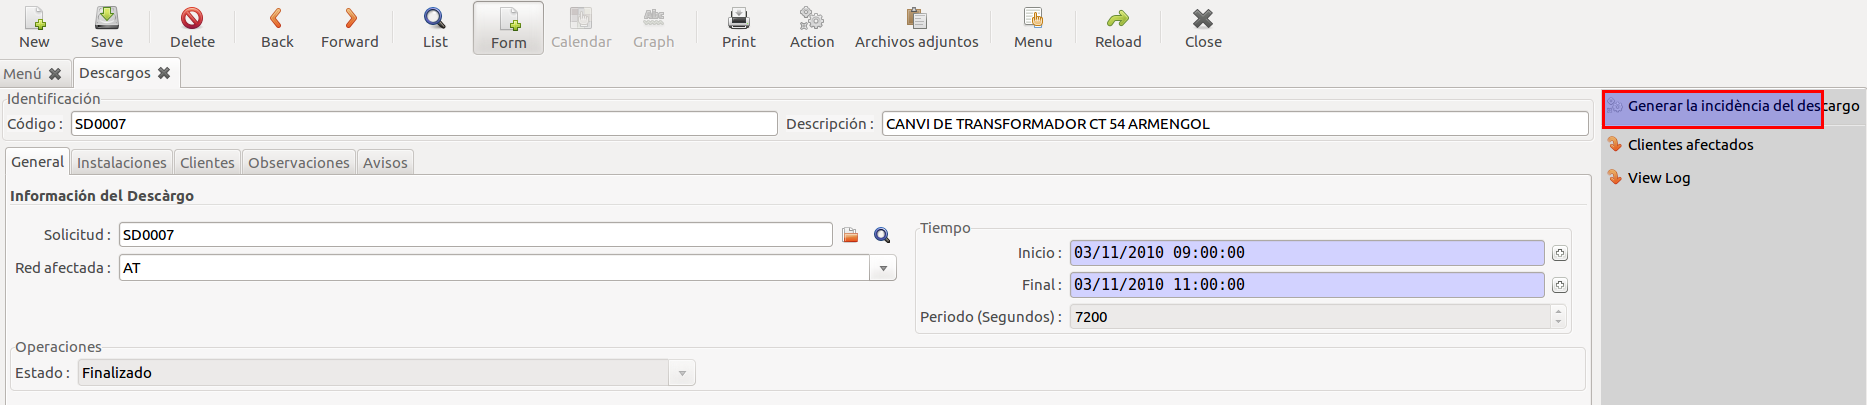 New Save Delete Back Forward List Form Calendar Graph Print Action Archivos adjuntos Menu Reload Close
Menú Descargos
Identificación
Código : SD0007 Descripción : CANVI DE TRANSFORMADOR CT 54 ARMENGOL
General Instalaciones Clientes Observaciones Avisos
Información del Descàrgo
Solicitud : SD0007
Red afectada : AT
Tiempo
Inicio : 03/11/2010 09:00:00
Final : 03/11/2010 11:00:00
Periodo (Segundos) : 7200
Operaciones
Estado : Finalizado
Generar la incidència del descargo
Clientes afectados
View Log